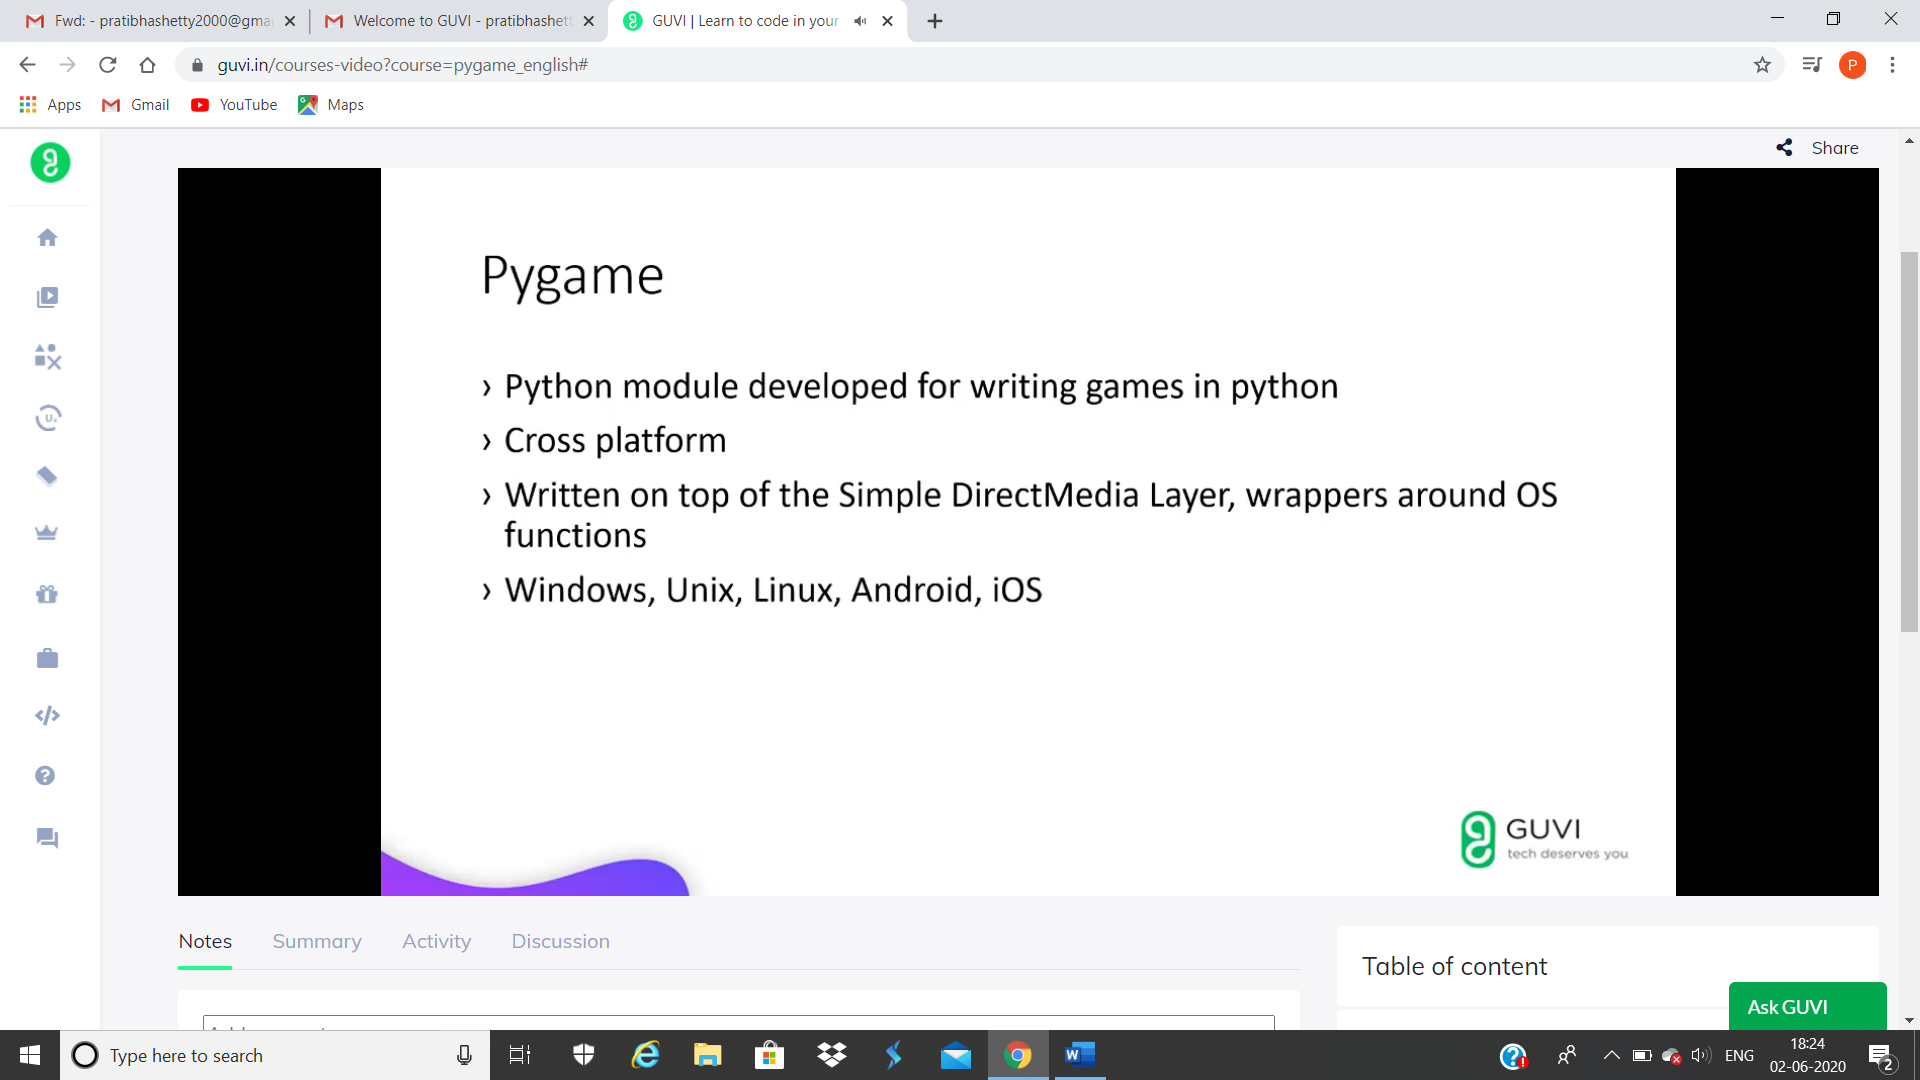 Fwd: - pratibhashetty2000@gmai
Welcome to GUVI - pratibhashett
GUVI | Learn to code in your
guvi.in/courses-video?course=pygame_english#
P
Apps Gmail YouTube Maps
Share
Pygame
› Python module developed for writing games in python
› Cross platform
› Written on top of the Simple DirectMedia Layer, wrappers around OS
functions
› Windows, Unix, Linux, Android, iOS
GUVI
tech deserves you
Notes Summary Activity Discussion
Table of content
Ask GUVI
Type here to search
ENG
18:24
02-06-2020
2